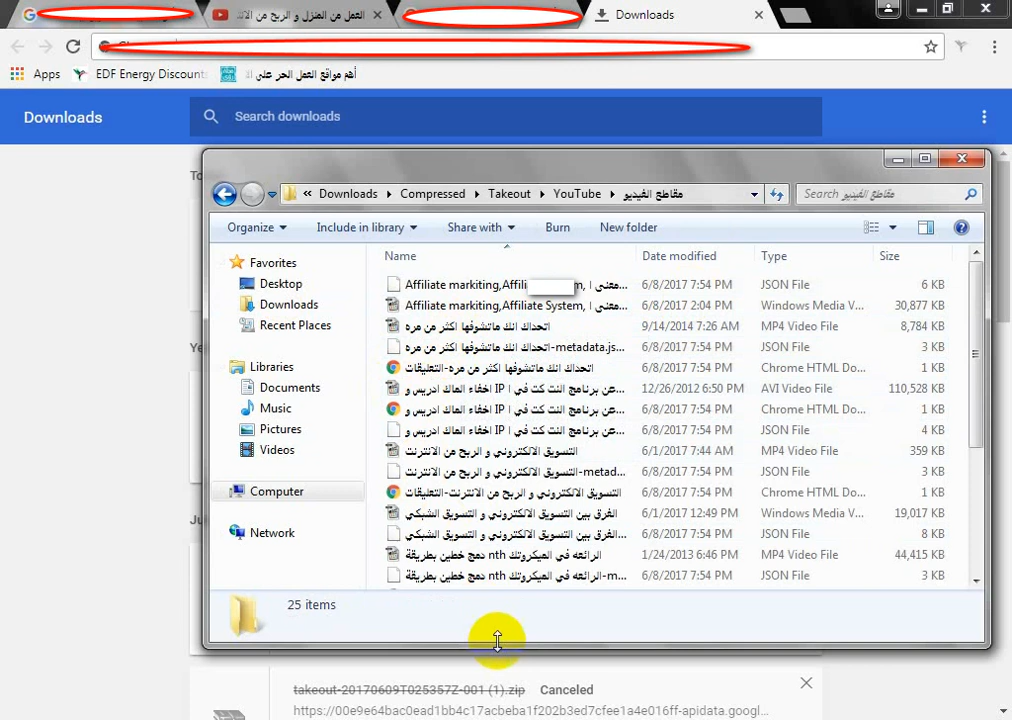 العمل من المنزل و الربح من الانت
Downloads
Apps
EDF Energy Discount
أهم مواقع العمل الحر على الا
Downloads
Search downloads
« Downloads Compressed Takeout YouTube مقاطع الفيديو
Search مقاطع الفيديو
Organize Include in library Share with Burn New folder
Favorites
Desktop
Downloads
Recent Places
Libraries
Documents
Music
Pictures
Videos
Computer
Network
Name Date modified Type Size
Affiliate markiting,Affili m, معنى ا... 6/8/2017 7:54 PM JSON File 6 KB
Affiliate markiting,Affiliate System, معنى ا... 6/8/2017 2:04 PM Windows Media V... 30,877 KB
اتحداك انك ماتشوفها اكثر من مره 9/14/2014 7:26 AM MP4 Video File 8,784 KB
اتحداك انك ماتشوفها اكثر من مره-metadata.js... 6/8/2017 7:54 PM JSON File 3 KB
اتحداك انك ماتشوفها اكثر من مره-التعليقات 6/8/2017 7:54 PM Chrome HTML Do... 1 KB
اخفاء الماك ادريس و IP عن برنامج النت كت في ا... 12/26/2012 6:50 PM AVI Video File 110,528 KB
اخفاء الماك ادريس و IP عن برنامج النت كت في ا... 6/8/2017 7:54 PM Chrome HTML Do... 1 KB
اخفاء الماك ادريس و IP عن برنامج النت كت في ا... 6/8/2017 7:54 PM JSON File 4 KB
التسويق الالكتروني و الربح من الانترنت 6/1/2017 7:44 AM MP4 Video File 359 KB
التسويق الالكتروني و الربح من الانترنت-metad... 6/8/2017 7:54 PM JSON File 3 KB
التسويق الالكتروني و الربح من الانترنت-التعليقات 6/8/2017 7:54 PM Chrome HTML Do... 1 KB
الفرق بين التسويق الالكتروني و التسويق الشبكي 6/1/2017 12:49 PM Windows Media V... 19,017 KB
الفرق بين التسويق الالكتروني و التسويق الشبكي... 6/8/2017 7:54 PM JSON File 8 KB
دمج خطين بطريقة nth الرائعه في الميكروتك 1/24/2013 6:46 PM MP4 Video File 44,415 KB
دمج خطين بطريقة nth الرائعه في الميكروتك-m... 6/8/2017 7:54 PM JSON File 3 KB
25 items
takeout-20170609T025357Z-001 (1).zip Canceled
https://00e9e64bac0ead1bb4c17acbeba1f202b3ed7cfee1a4e016ff-apidata.googl...